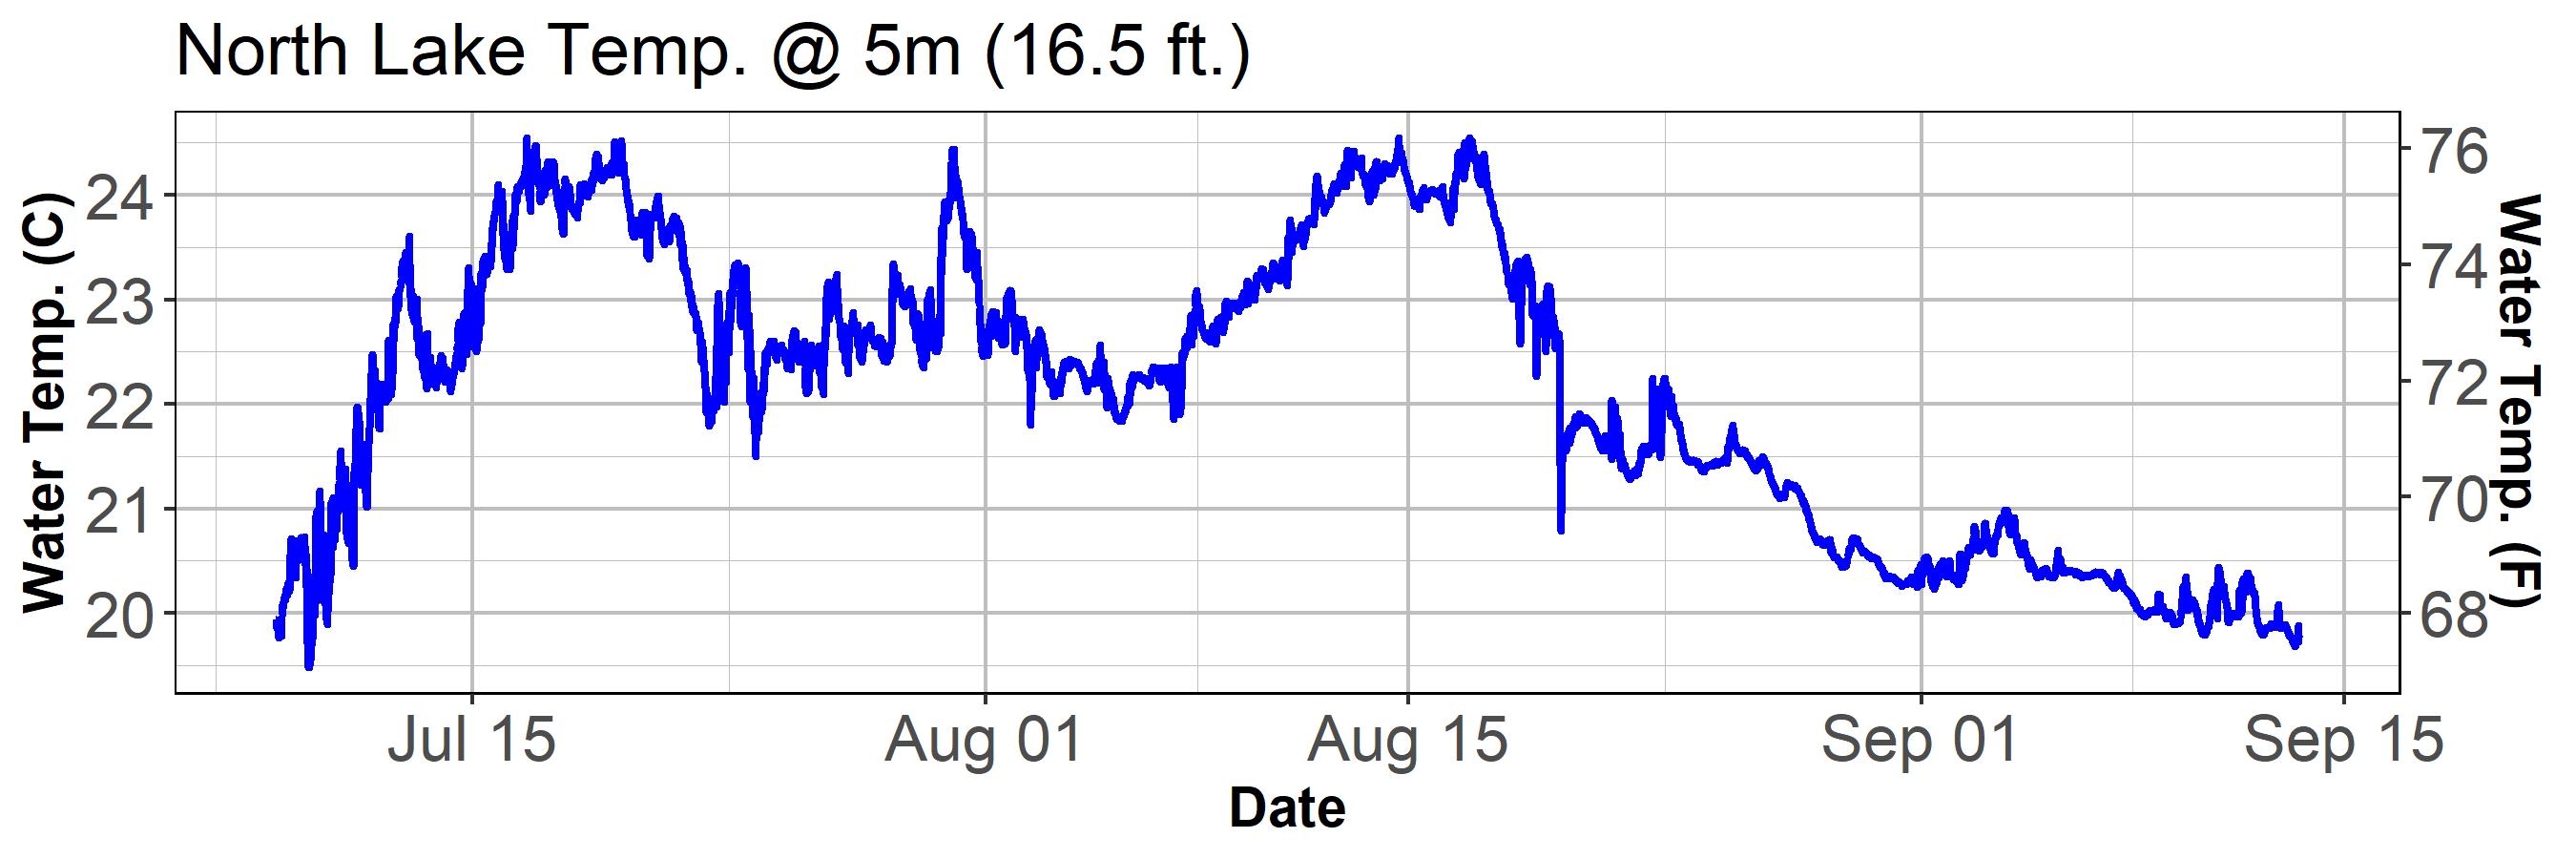 North Lake Temp. @ 5m (16.5 ft.)
Water Temp. (C)
24
23
22
21
20
76
74
72
70
68
Water Temp. (F)
Jul 15 Aug 01 Aug 15 Sep 01 Sep 15
Date